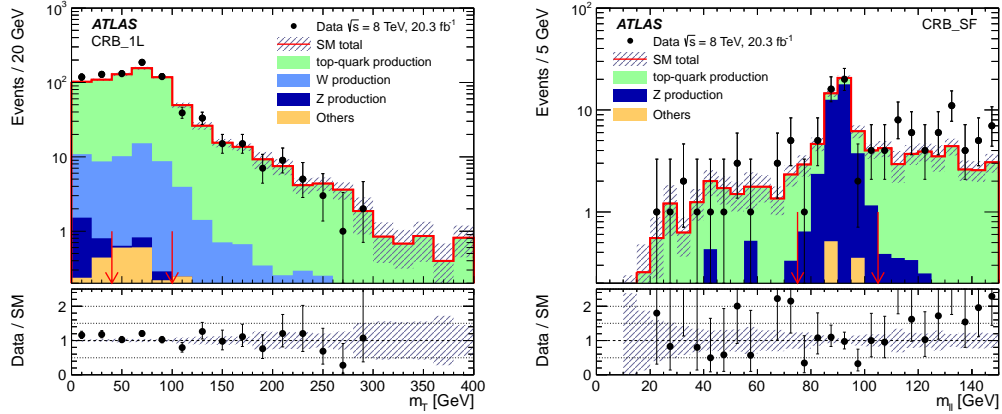 ATLAS
CRB_1L
Data √s = 8 TeV, 20.3 fb⁻¹
SM total
top-quark production
W production
Z production
Others
Events / 20 GeV
10³
10²
10
1
Data / SM
2
1
0
0 50 100 150 200 250 300 350 400
m_T [GeV]
ATLAS
CRB_SF
Data √s = 8 TeV, 20.3 fb⁻¹
SM total
top-quark production
Z production
Others
Events / 5 GeV
10²
10
1
Data / SM
2
1
0
20 40 60 80 100 120 140
m_ll [GeV]